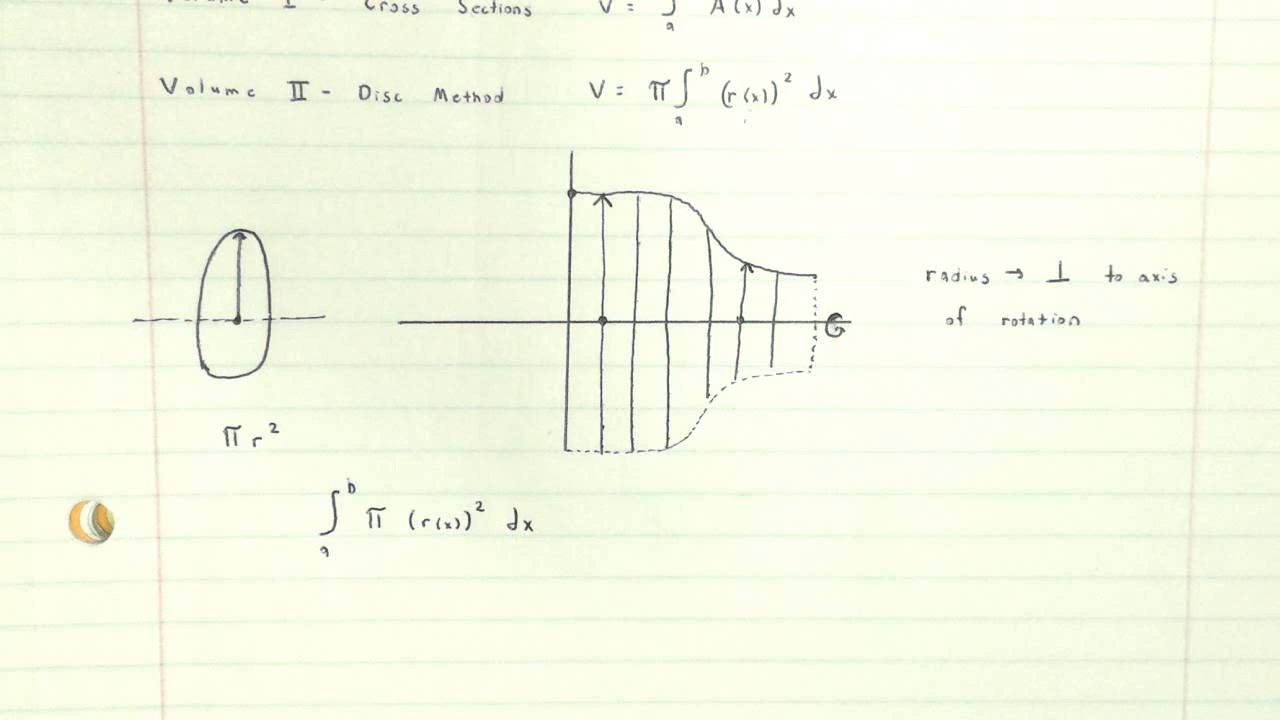 Volume I - Cross Sections V = ∫ₐ A(x) dx
Volume II - Disc Method V = π∫ₐᵇ (r(x))² dx
radius → ⊥ to axis
of rotation
πr²
∫ₐᵇ π (r(x))² dx